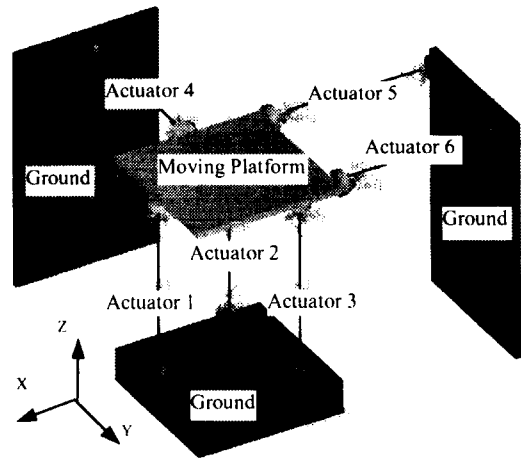 Actuator 4
Actuator 5
Actuator 6
Moving Platform
Ground
Ground
Actuator 2
Actuator 1
Actuator 3
Z
X
Y
Ground